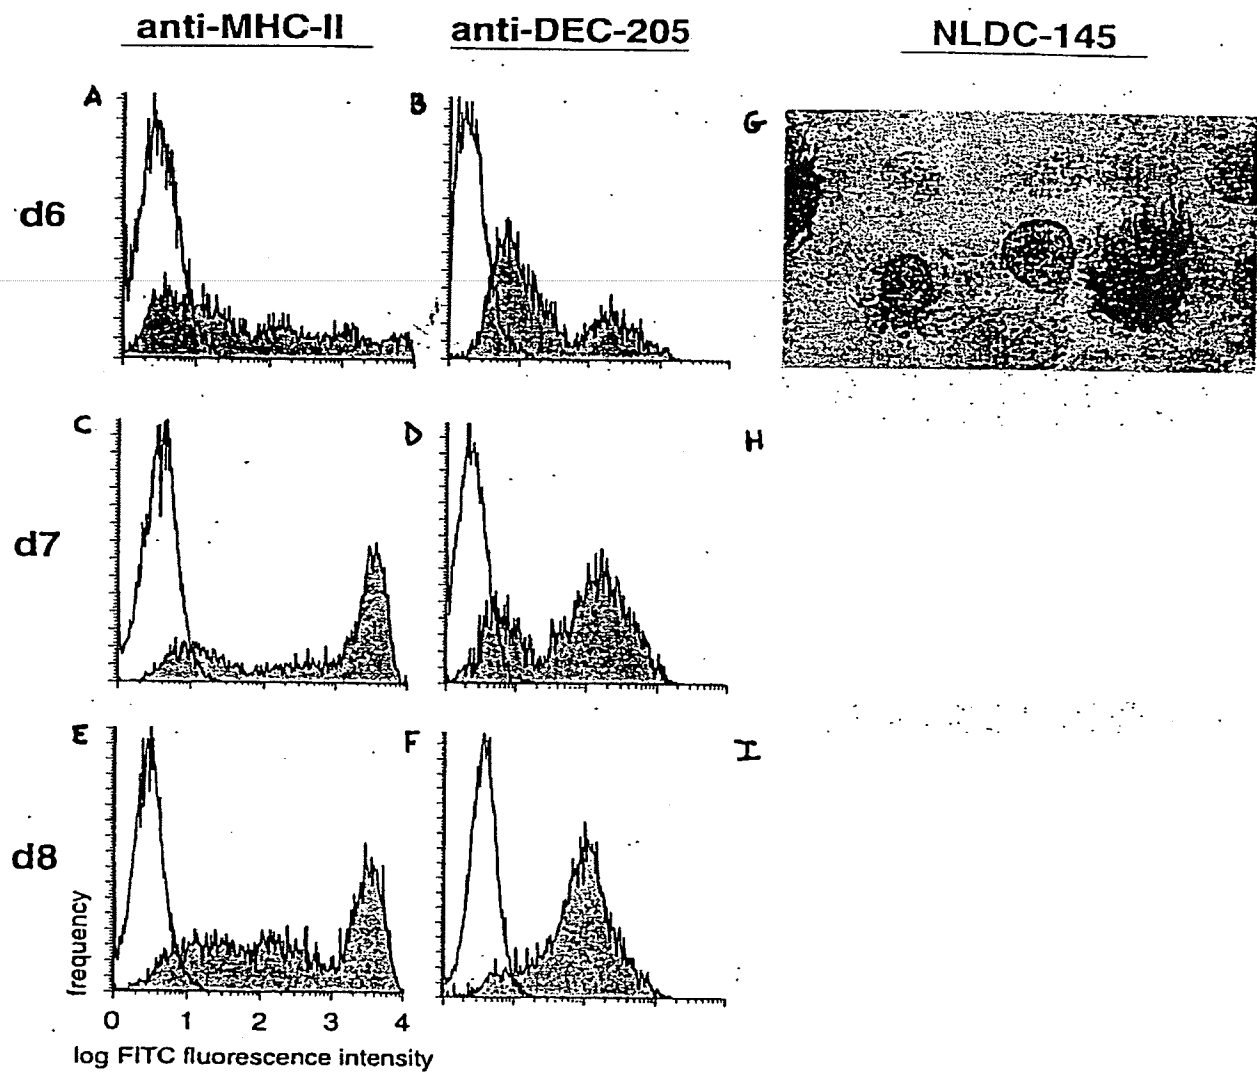 anti-MHC-II anti-DEC-205 NLDC-145
A B G
d6
C D H
d7
E F I
d8
frequency
0 1 2 3 4
log FITC fluorescence intensity